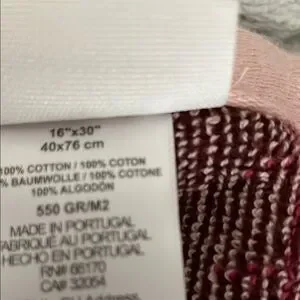 16"x30"
40x76 cm
100% COTTON / 100% COTON
% BAUMWOLLE / 100% COTONE
100% ALGODÓN
550 GR/M2
MADE IN PORTUGAL
FABRIQUÉ AU PORTUGAL
HECHO EN PORTUGAL
RN# 66170
CA# 32054